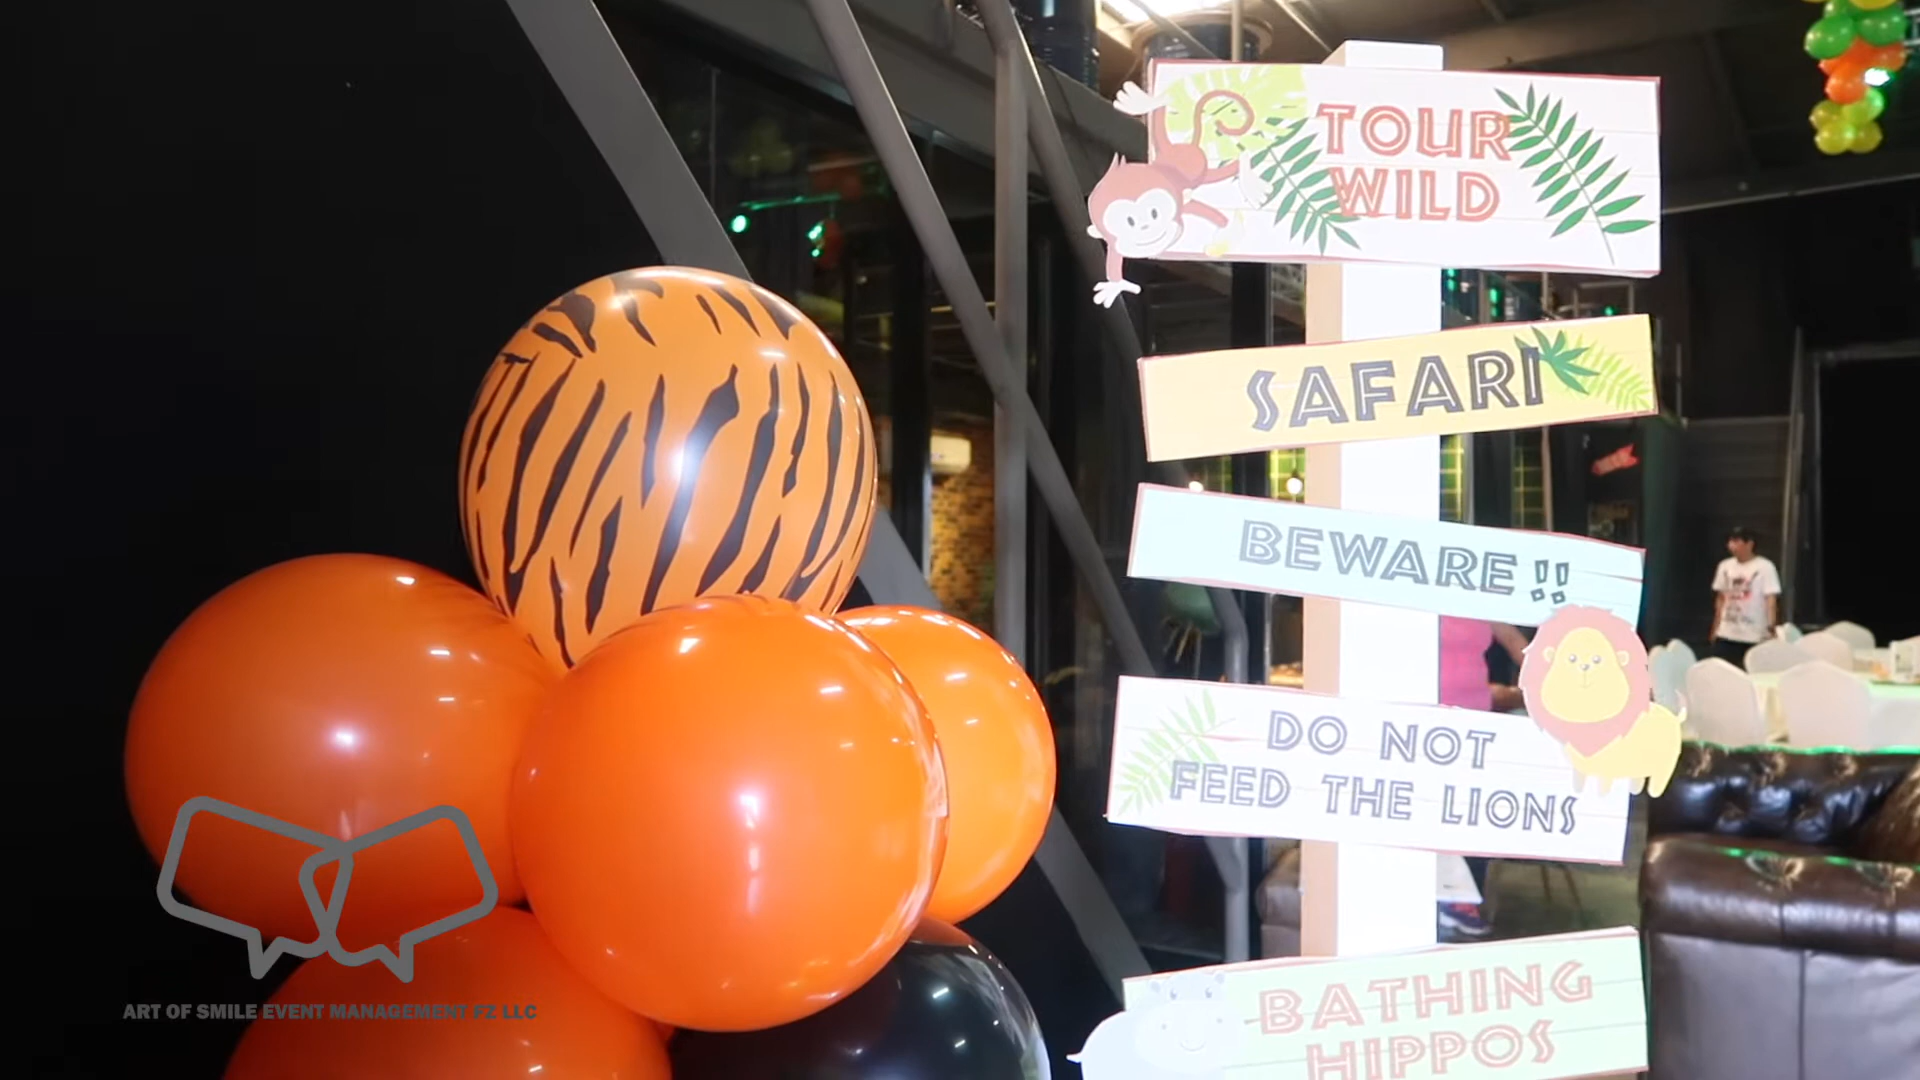 TOUR
WILD
SAFARI
BEWARE!!
DO NOT
FEED THE LIONS
BATHING
HIPPOS
ART OF SMILE EVENT MANAGEMENT FZ LLC